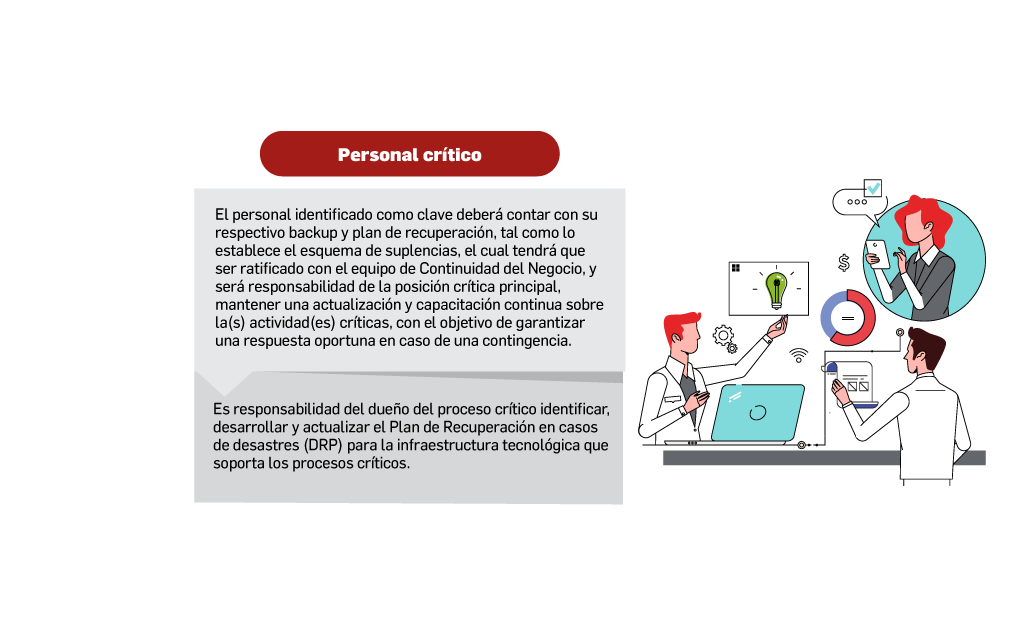 Personal crítico
El personal identificado como clave deberá contar con su
respectivo backup y plan de recuperación, tal como lo
establece el esquema de suplencias, el cual tendrá que
ser ratificado con el equipo de Continuidad del Negocio, y
será responsabilidad de la posición crítica principal,
mantener una actualización y capacitación continua sobre
la(s) actividad(es) críticas, con el objetivo de garantizar
una respuesta oportuna en caso de una contingencia.
Es responsabilidad del dueño del proceso crítico identificar,
desarrollar y actualizar el Plan de Recuperación en casos
de desastres (DRP) para la infraestructura tecnológica que
soporta los procesos críticos.
$